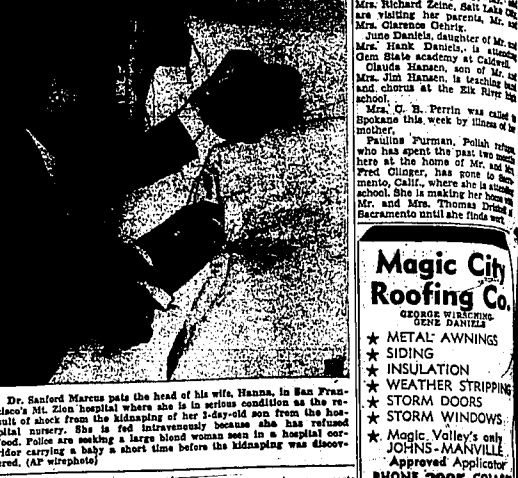 Mrs. Richard Zeine, Salt Lake City,
are visiting her parents, Mr. and
Mrs. Clarence Gehrig.
June Daniels, daughter of Mr. and
Mrs. Hank Daniels, is attending
Gem State academy at Caldwell.
Clauda Hansen, son of Mr. and
Mrs. Jim Hansen, is teaching band
and chorus at the Elk River high
school.
Mrs. C. B. Perrin was called to
Spokane this week by illness of her
mother.
Pauline Furman, Polish refugee
who has spent the past two months
here at the home of Mr. and Mrs.
Fred Clinger, has gone to Sacra-
mento, Calif., where she is attending
school. She is making her home with
Mr. and Mrs. Thomas
Sacramento until she finds work.
Magic City
Roofing Co.
GEORGE WIRSCHING
GENE DANIELS
★ METAL AWNINGS
★ SIDING
★ INSULATION
★ WEATHER STRIPPING
★ STORM DOORS
★ STORM WINDOWS
★ Magic Valley's only
JOHNS-MANVILLE
Approved Applicator
PHONE
Dr. Sanford Marcus pats the head of his wife, Hanna, in San Fran-
cisco's Mt. Zion hospital where she is in serious condition as the re-
sult of shock from the kidnaping of her 3-day-old son from the hos-
pital nursery. She is fed intravenously because she has refused
food. Police are seeking a large blond woman seen in a hospital cor-
ridor carrying a baby a short time before the kidnaping was discov-
ered. (AP wirephoto)